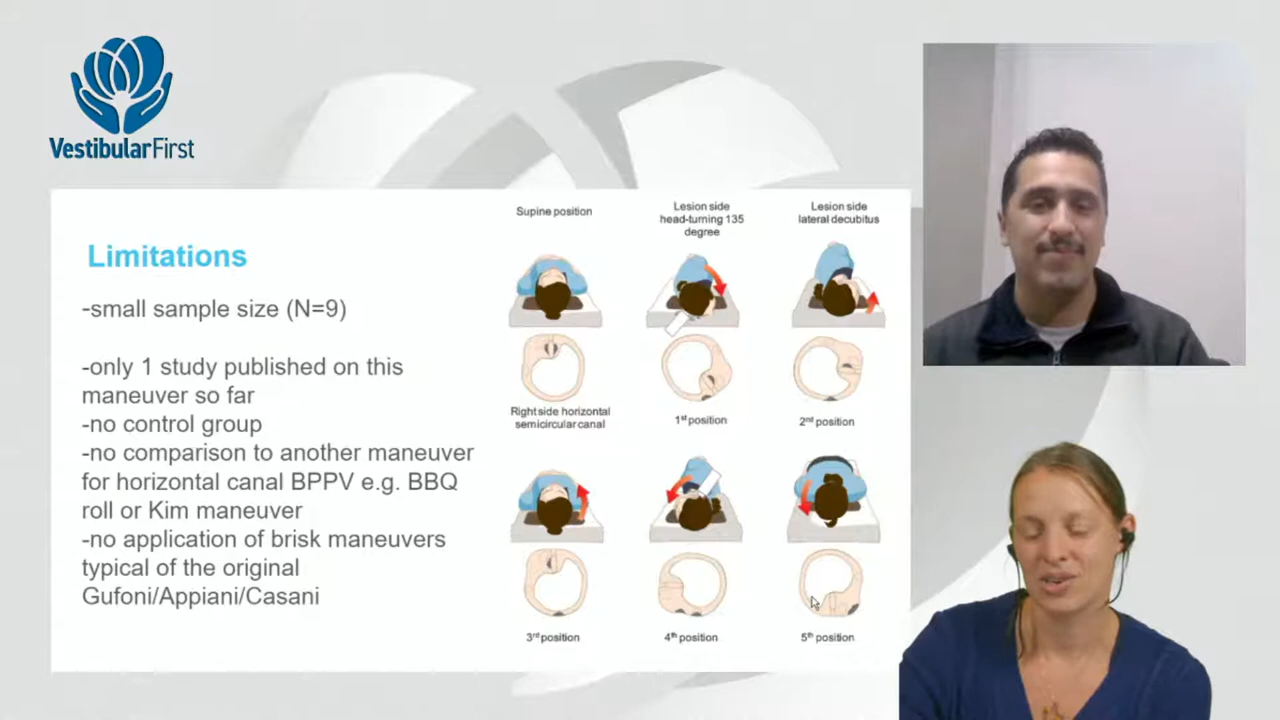 VestibularFirst
Limitations
-small sample size (N=9)
-only 1 study published on this
maneuver so far
-no control group
-no comparison to another maneuver
for horizontal canal BPPV e.g. BBQ
roll or Kim maneuver
-no application of brisk maneuvers
typical of the original
Gufoni/Appiani/Casani
Supine position
Lesion side
head-turning 135
degree
Lesion side
lateral decubitus
Right side horizontal
semicircular canal
1st position
2nd position
3rd position
4th position
5th position